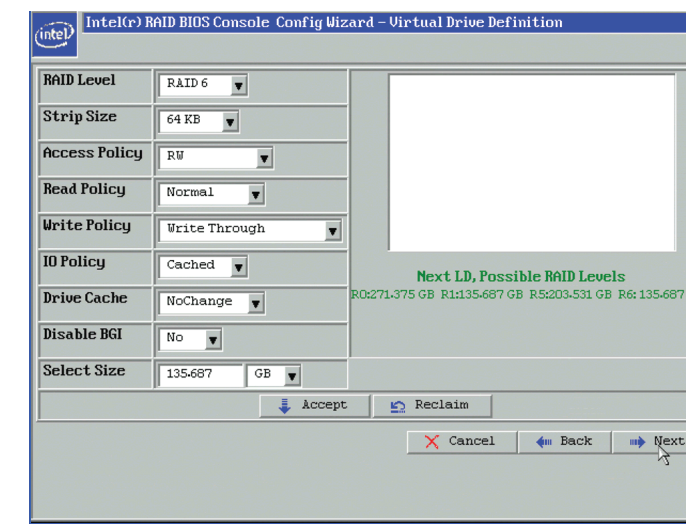 intel
Intel(r) RAID BIOS Console Config Wizard – Virtual Drive Definition
RAID Level RAID 6
Strip Size 64 KB
Access Policy RW
Read Policy Normal
Write Policy Write Through
IO Policy Cached
Drive Cache NoChange
Disable BGI No
Select Size 135.687 GB
Next LD, Possible RAID Levels
R0:271.375 GB R1:135.687 GB R5:203.531 GB R6: 135.687
Accept Reclaim
Cancel Back Next